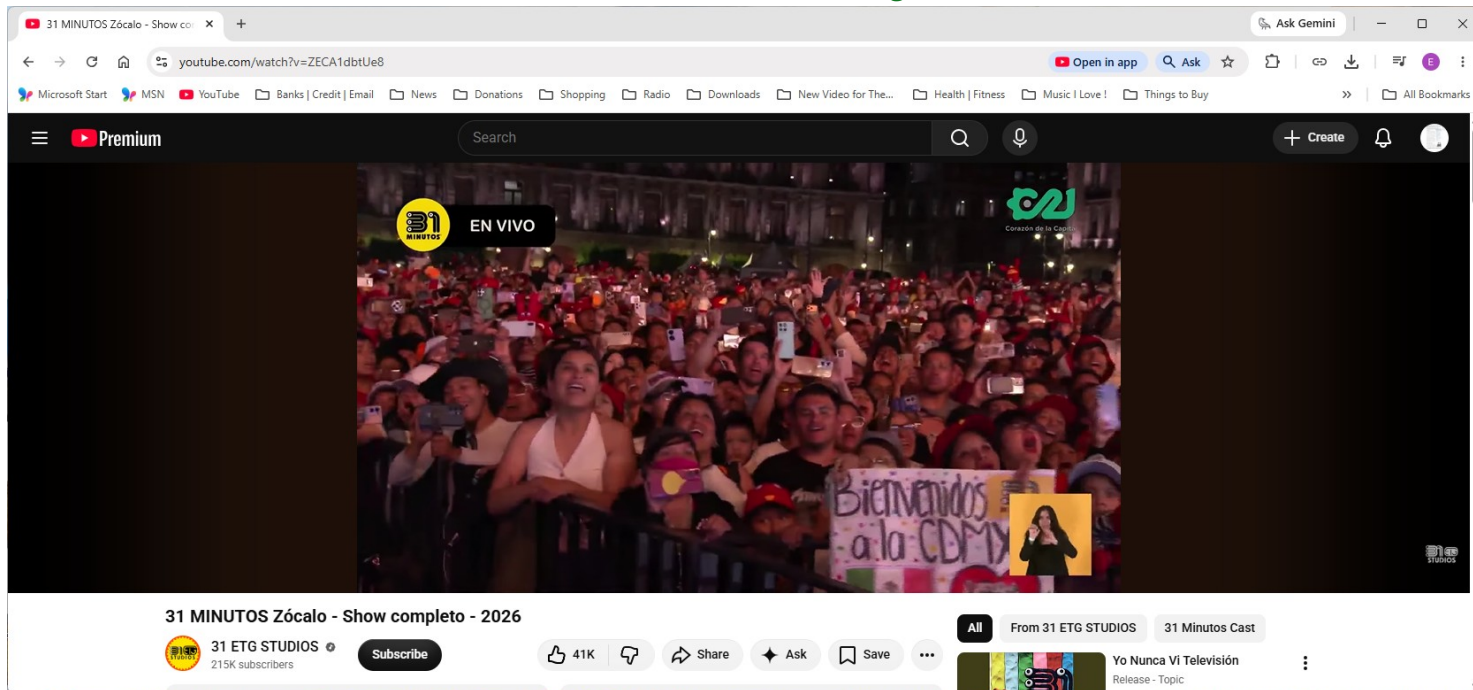 31 MINUTOS Zócalo - Show co
Ask Gemini
youtube.com/watch?v=ZECA1dbtUe8
Open in app
Ask
E
Microsoft Start MSN YouTube Banks | Credit | Email News Donations Shopping Radio Downloads New Video for The... Health | Fitness Music I Love ! Things to Buy » All Bookmarks
Premium
Search
+ Create
31 MINUTOS
EN VIVO
Corazón de la Capital
Bienvenidos
a la CDMX
31 STUDIOS
31 MINUTOS Zócalo - Show completo - 2026
31 ETG STUDIOS
215K subscribers
Subscribe
41K
Share
Ask
Save
All
From 31 ETG STUDIOS
31 Minutos Cast
Yo Nunca Vi Televisión
Release - Topic